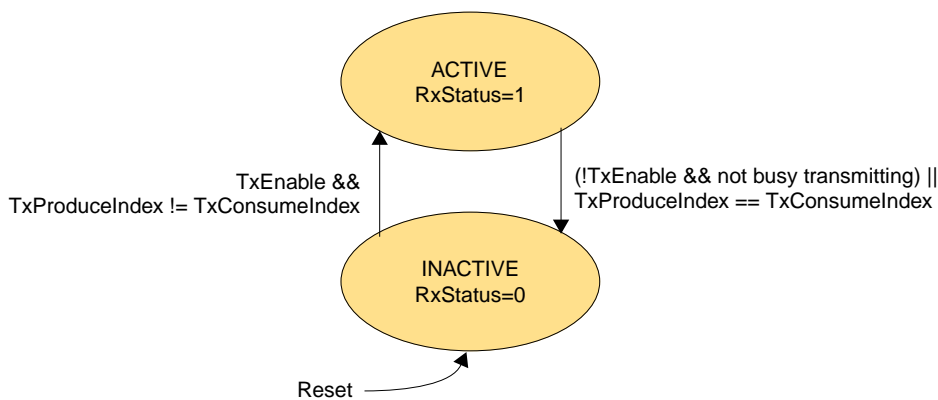 ACTIVE
RxStatus=1
TxEnable &&
TxProduceIndex != TxConsumeIndex
(!TxEnable && not busy transmitting) ||
TxProduceIndex == TxConsumeIndex
INACTIVE
RxStatus=0
Reset